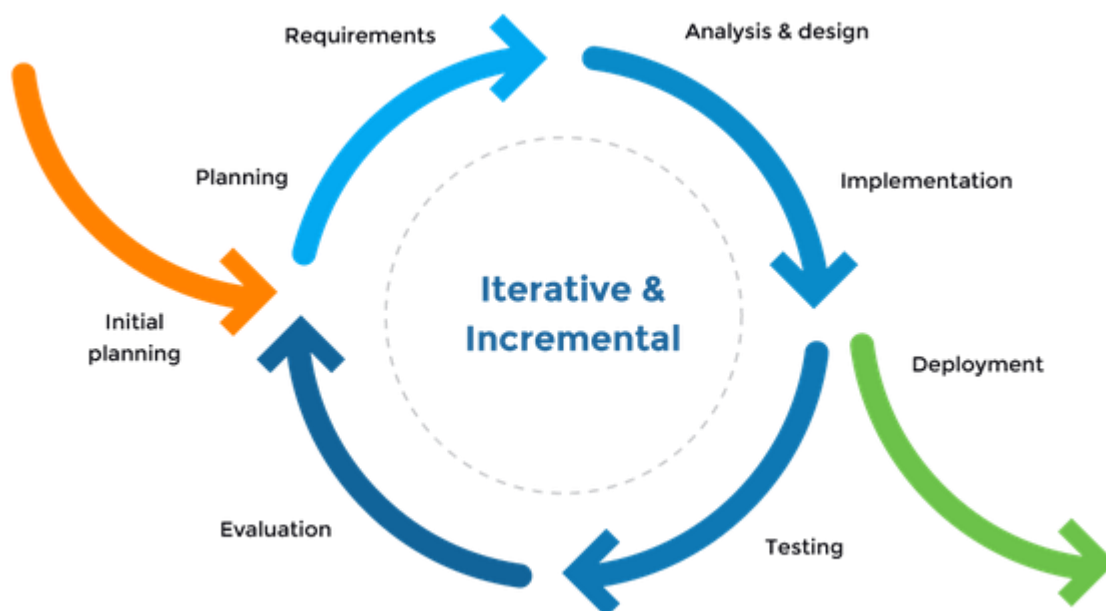 Requirements
Analysis & design
Planning
Implementation
Iterative &
Incremental
Initial
planning
Deployment
Evaluation
Testing